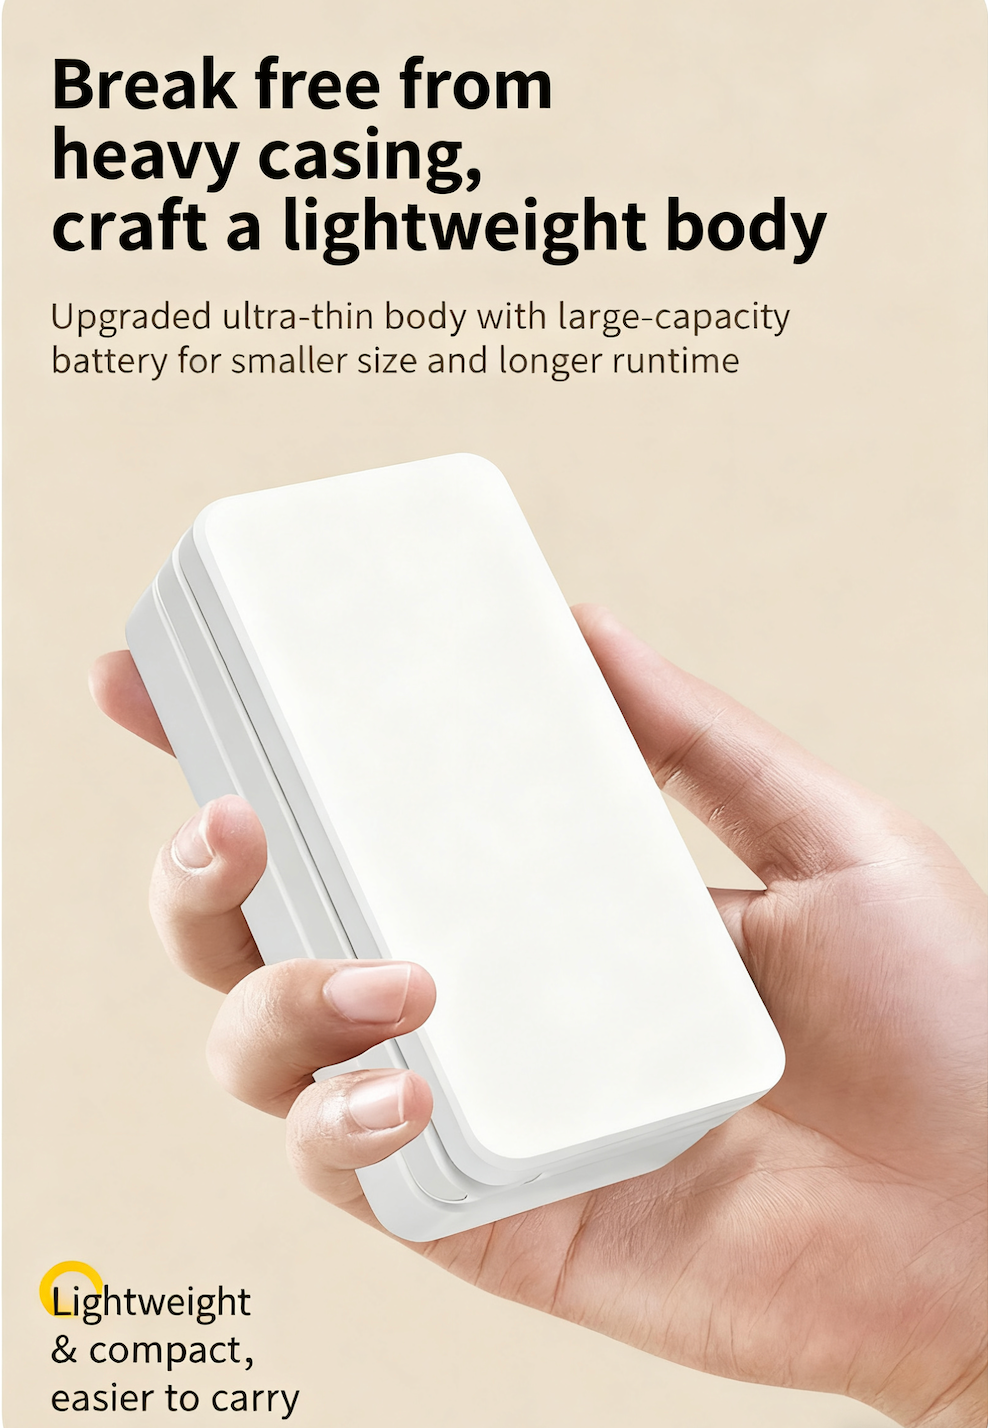 Break free from
heavy casing,
craft a lightweight body
Upgraded ultra-thin body with large-capacity
battery for smaller size and longer runtime
Lightweight
& compact,
easier to carry